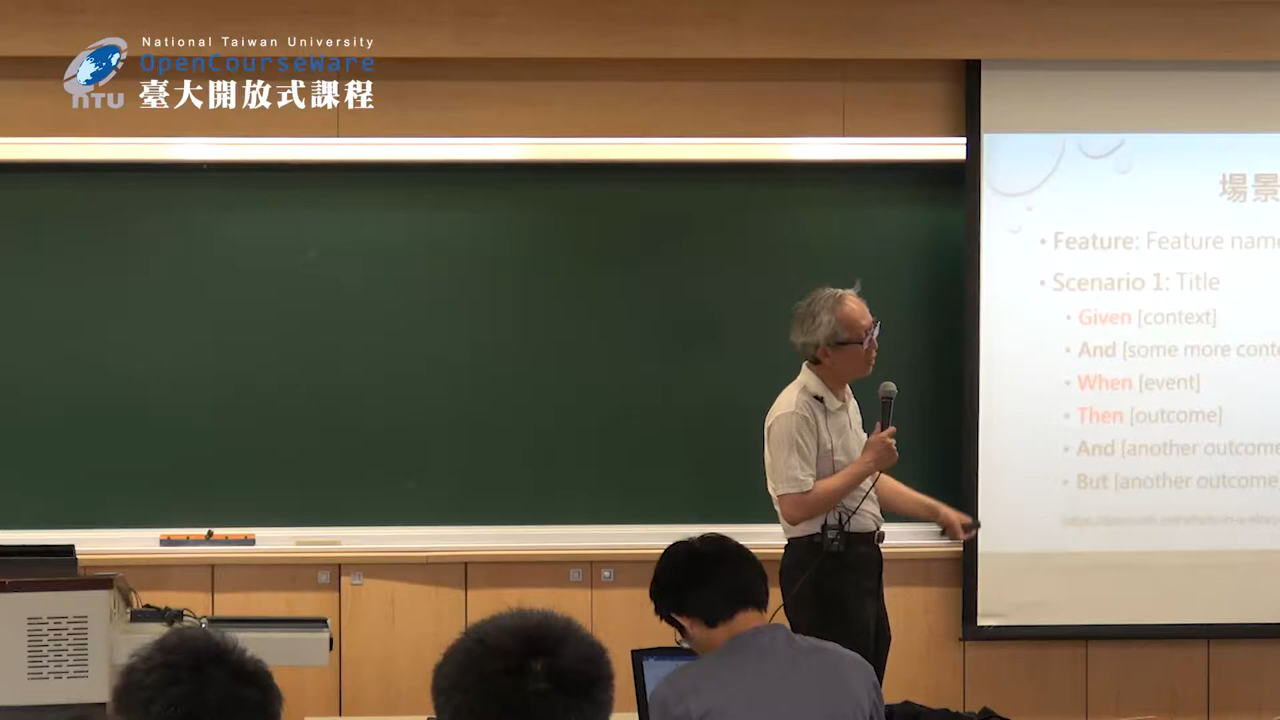 National Taiwan University
OpenCourseWare
NTU
臺大開放式課程
場景
• Feature: Feature name
• Scenario 1: Title
• Given [context]
• And [some more conte
• When [event]
• Then [outcome]
• And [another outcome
• But [another outcome